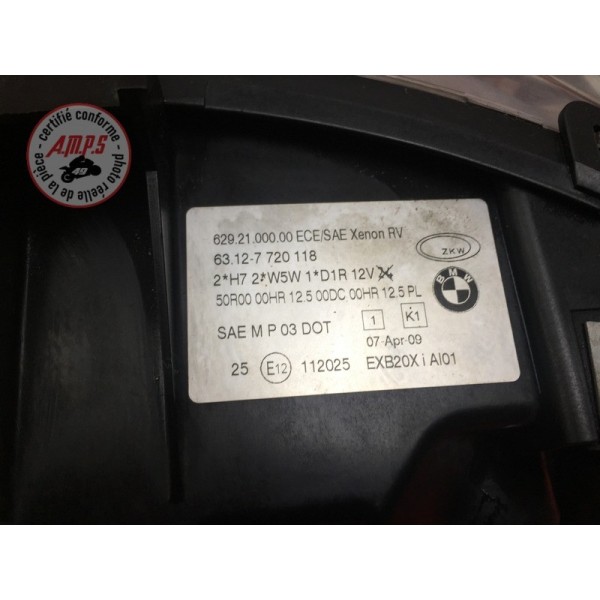 certifié conforme
A.M.P.S
49
photo réelle de la pièce
629.21.000.00 ECE/SAE Xenon RV
ZKW
63.12-7 720 118
2*H7 2*W5W 1*D1R 12V
BMW
50R00 00HR 12.5 00DC 00HR 12.5 PL
SAE M P 03 DOT
1 K1
07-Apr-09
25 E12 112025 EXB20X i AI01